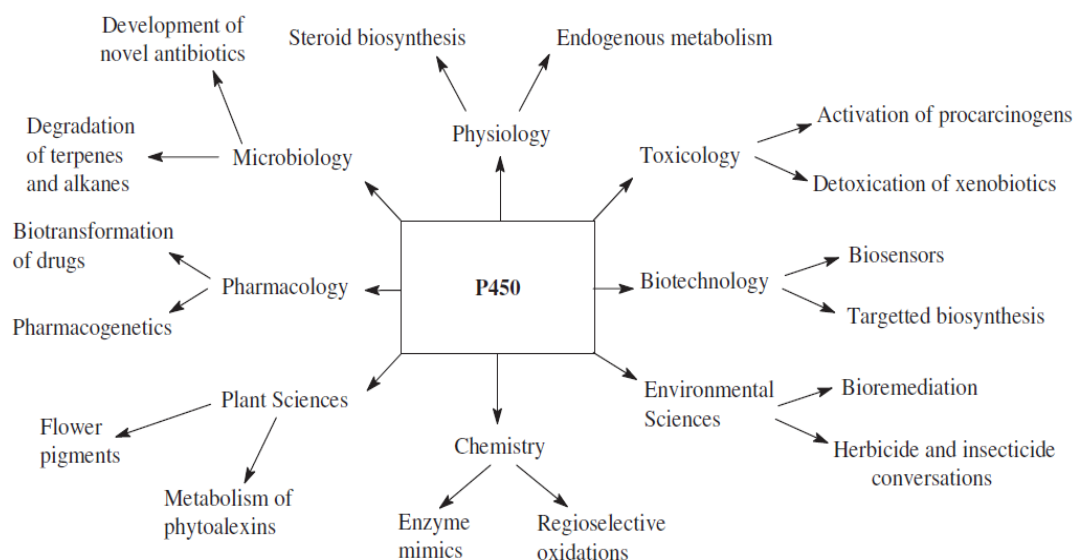 Development of
novel antibiotics
Steroid biosynthesis
Endogenous metabolism
Degradation
of terpenes
and alkanes
Microbiology
Physiology
Toxicology
Activation of procarcinogens
Detoxication of xenobiotics
Biotransformation
of drugs
Pharmacology
Pharmacogenetics
P450
Biotechnology
Biosensors
Targetted biosynthesis
Plant Sciences
Flower
pigments
Metabolism of
phytoalexins
Chemistry
Enzyme
mimics
Regioselective
oxidations
Environmental
Sciences
Bioremediation
Herbicide and insecticide
conversations